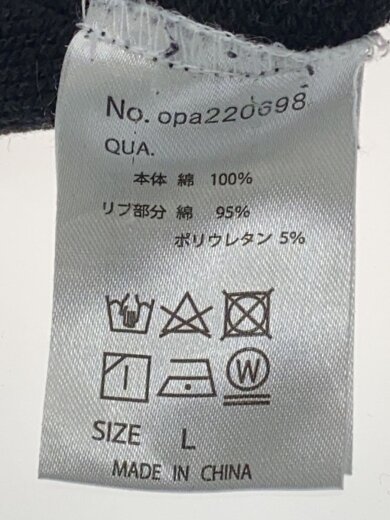 No. opa220698
QUA.
本体 綿 100%
リブ部分 綿 95%
ポリウレタン 5%
W
SIZE L
MADE IN CHINA